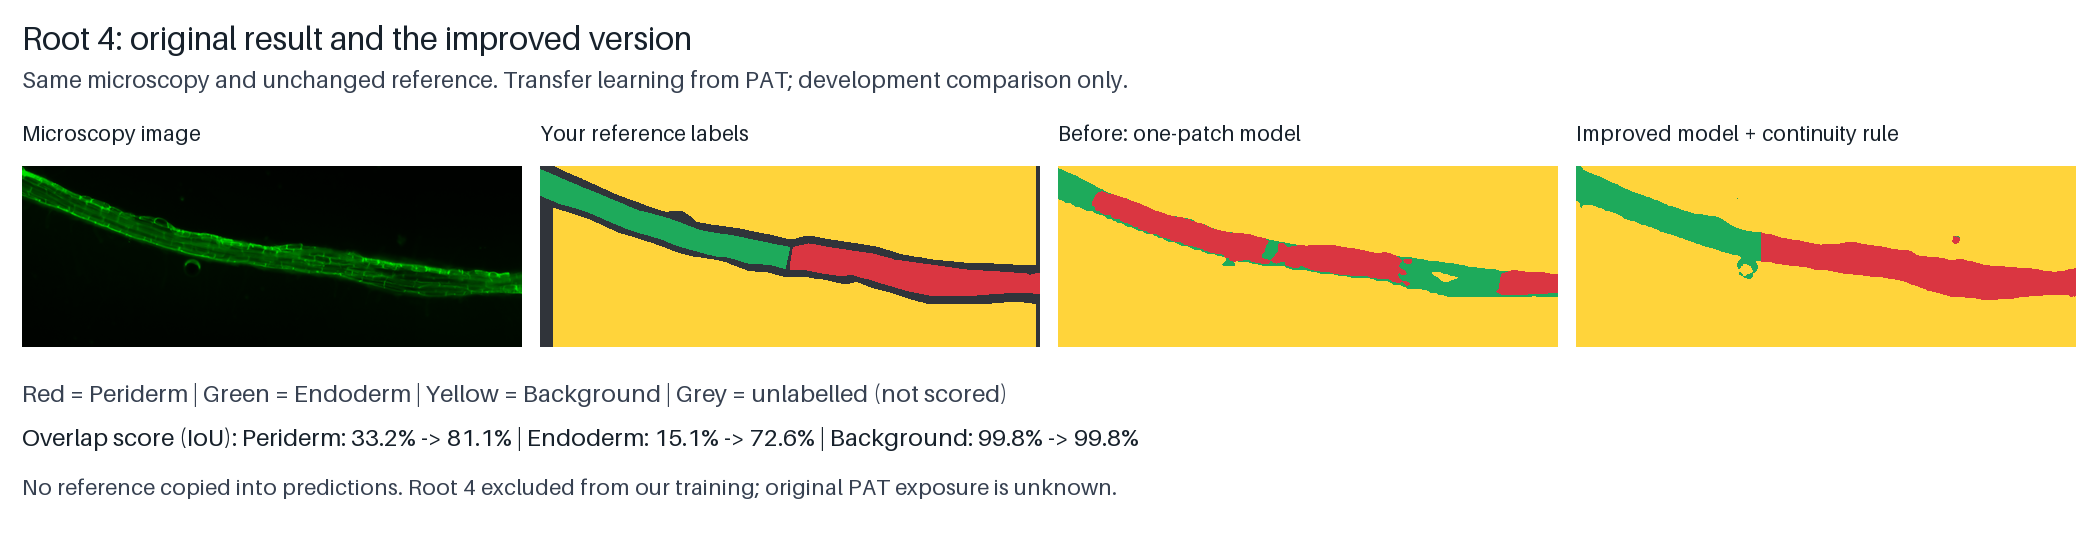 Root 4: original result and the improved version
Same microscopy and unchanged reference. Transfer learning from PAT; development comparison only.
Microscopy image
Your reference labels
Before: one-patch model
Improved model + continuity rule
Red = Periderm | Green = Endoderm | Yellow = Background | Grey = unlabelled (not scored)
Overlap score (IoU): Periderm: 33.2% -> 81.1% | Endoderm: 15.1% -> 72.6% | Background: 99.8% -> 99.8%
No reference copied into predictions. Root 4 excluded from our training; original PAT exposure is unknown.